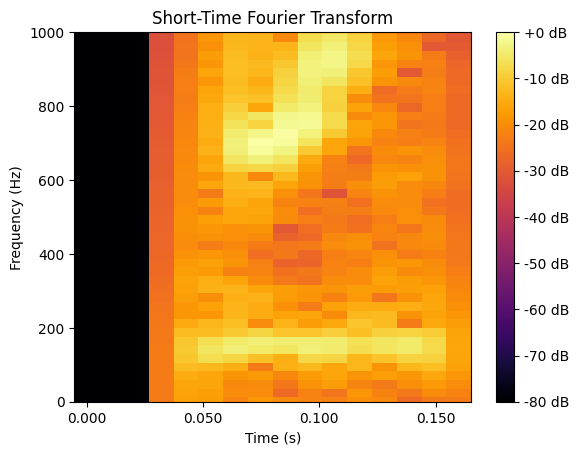 Short-Time Fourier Transform
1000
800
600
400
200
0
Frequency (Hz)
0.000
0.050
0.100
0.150
Time (s)
+0 dB
-10 dB
-20 dB
-30 dB
-40 dB
-50 dB
-60 dB
-70 dB
-80 dB